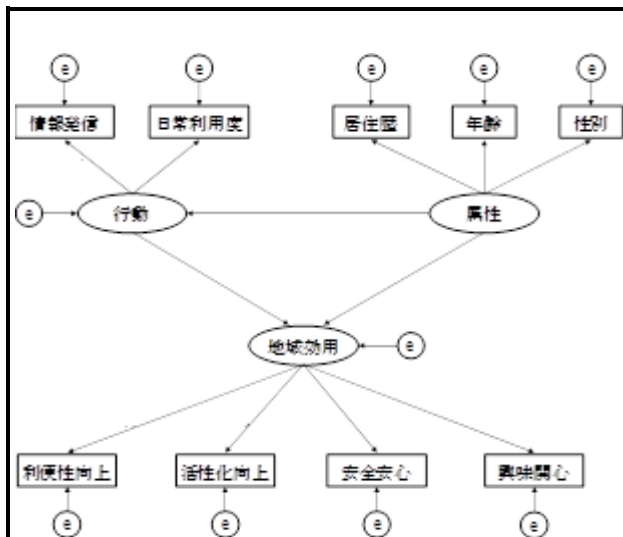 e e e e e
情報発信 日常利用度 居住歴 年齢 性別
e 行動 属性
地域効用 e
利便性向上 活性化向上 安全安心 興味関心
e e e e